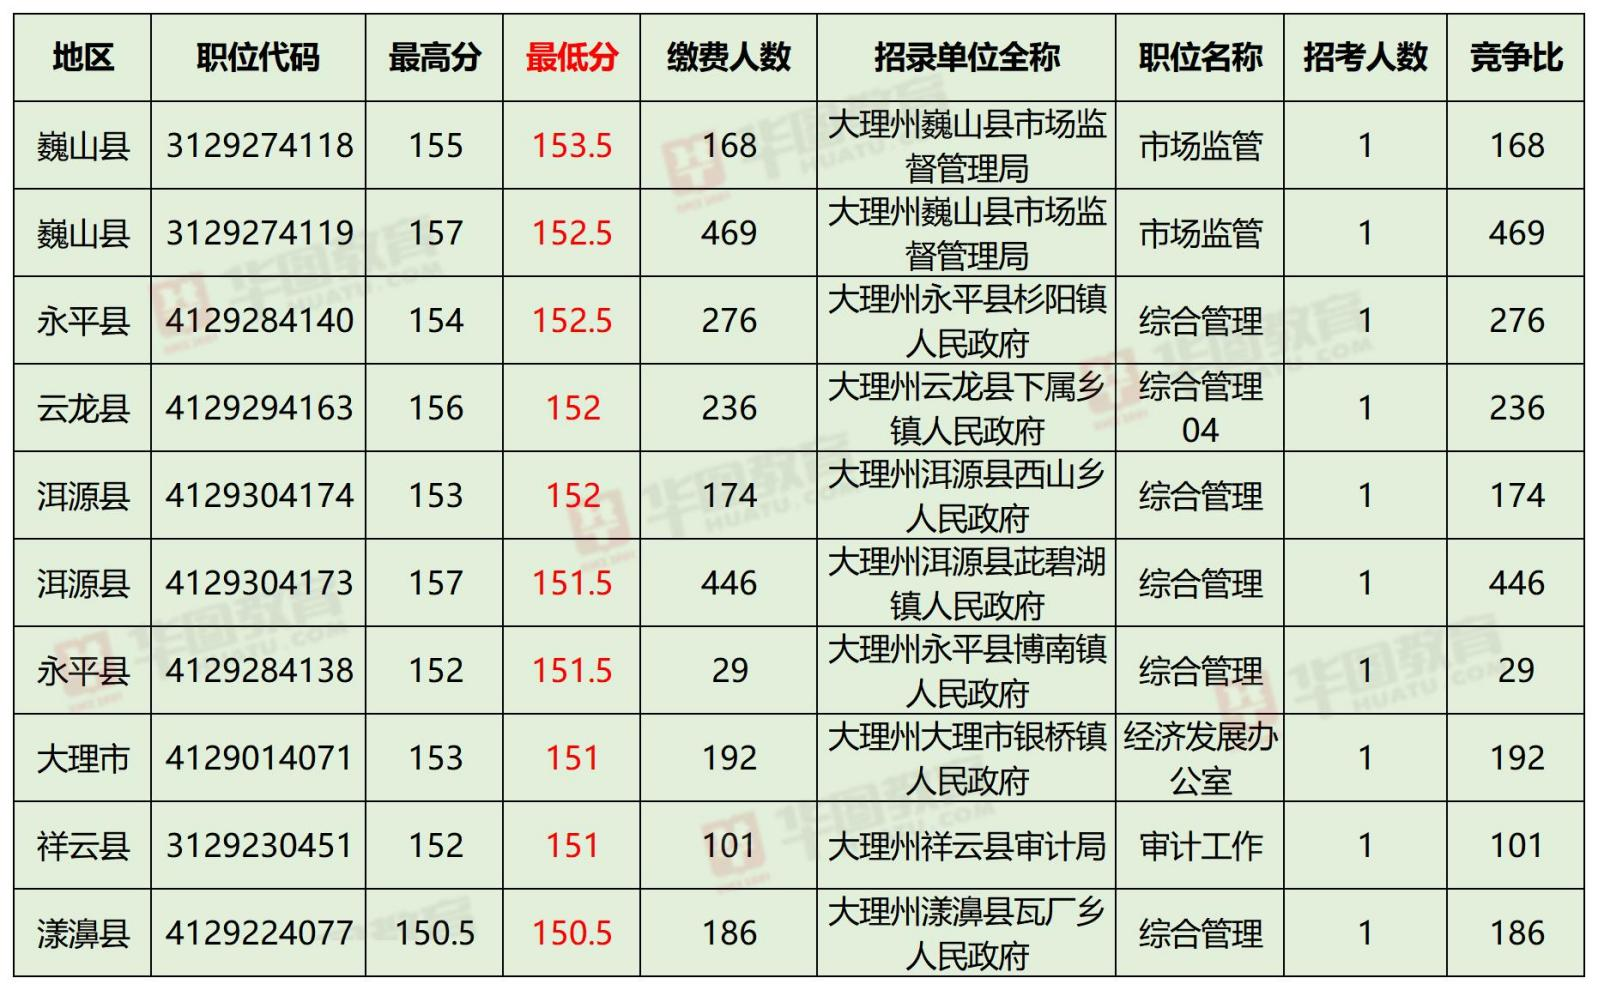 地区 职位代码 最高分 最低分 缴费人数 招录单位全称 职位名称 招考人数 竞争比
巍山县 3129274118 155 153.5 168 大理州巍山县市场监 市场监管 1 168
督管理局
巍山县 3129274119 157 152.5 469 大理州巍山县市场监 市场监管 1 469
督管理局
永平县 4129284140 154 152.5 276 大理州永平县杉阳镇 综合管理 1 276
人民政府
云龙县 4129294163 156 152 236 大理州云龙县下属乡 综合管理 1 236
镇人民政府 04
洱源县 4129304174 153 152 174 大理州洱源县西山乡 综合管理 1 174
人民政府
洱源县 4129304173 157 151.5 446 大理州洱源县茈碧湖 综合管理 1 446
镇人民政府
永平县 4129284138 152 151.5 29 大理州永平县博南镇 综合管理 1 29
人民政府
大理市 4129014071 153 151 192 大理州大理市银桥镇 经济发展办 1 192
人民政府 公室
祥云县 3129230451 152 151 101 大理州祥云县审计局 审计工作 1 101
漾濞县 4129224077 150.5 150.5 186 大理州漾濞县瓦厂乡 综合管理 1 186
人民政府
华图教育
HUATU.COM